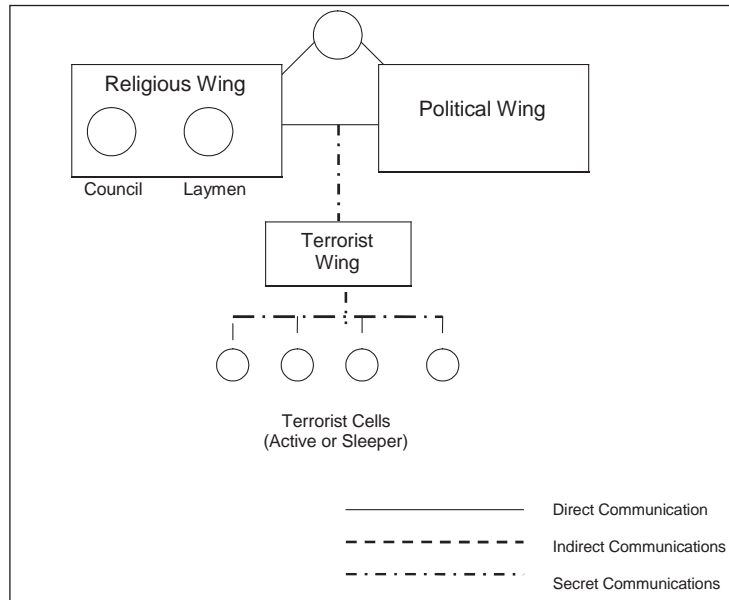 Religious Wing
Political Wing
Council
Laymen
Terrorist
Wing
Terrorist Cells
(Active or Sleeper)
Direct Communication
Indirect Communications
Secret Communications